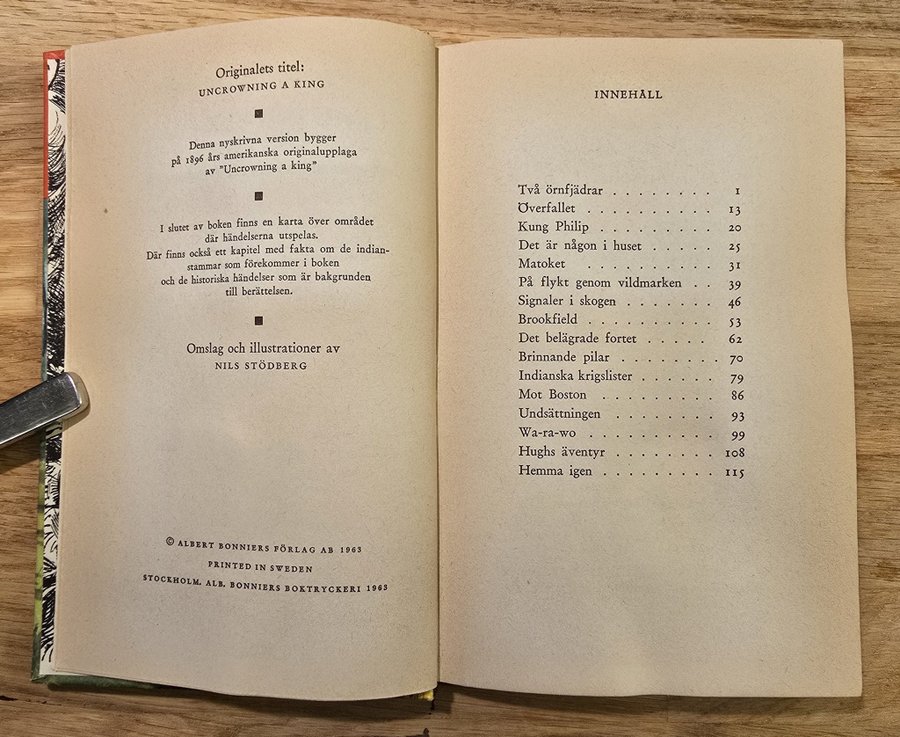 Originalets titel:
UNCROWNING A KING
Denna nyskrivna version bygger
på 1896 års amerikanska originalupplaga
av "Uncrowning a king"
I slutet av boken finns en karta över området
där händelserna utspelas.
Där finns också ett kapitel med fakta om de indian-
stammar som förekommer i boken
och de historiska händelser som är bakgrunden
till berättelsen.
Omslag och illustrationer av
NILS STÖDBERG
© ALBERT BONNIERS FÖRLAG AB 1963
PRINTED IN SWEDEN
STOCKHOLM. ALB. BONNIERS BOKTRYCKERI 1963
INNEHÅLL
Två örnfjädrar . . . . . . . . . 1
Överfallet . . . . . . . . . . . 13
Kung Philip . . . . . . . . . . 20
Det är någon i huset . . . . . . 25
Matoket . . . . . . . . . . . 31
På flykt genom vildmarken . . 39
Signaler i skogen . . . . . . . . 46
Brookfield . . . . . . . . . . . 53
Det belägrade fortet . . . . . . 62
Brinnande pilar . . . . . . . . 70
Indianska krigslister . . . . . . 79
Mot Boston . . . . . . . . . 86
Undsättningen . . . . . . . . 93
Wa-ra-wo . . . . . . . . . . . 99
Hughs äventyr . . . . . . . . 108
Hemma igen . . . . . . . . . 115